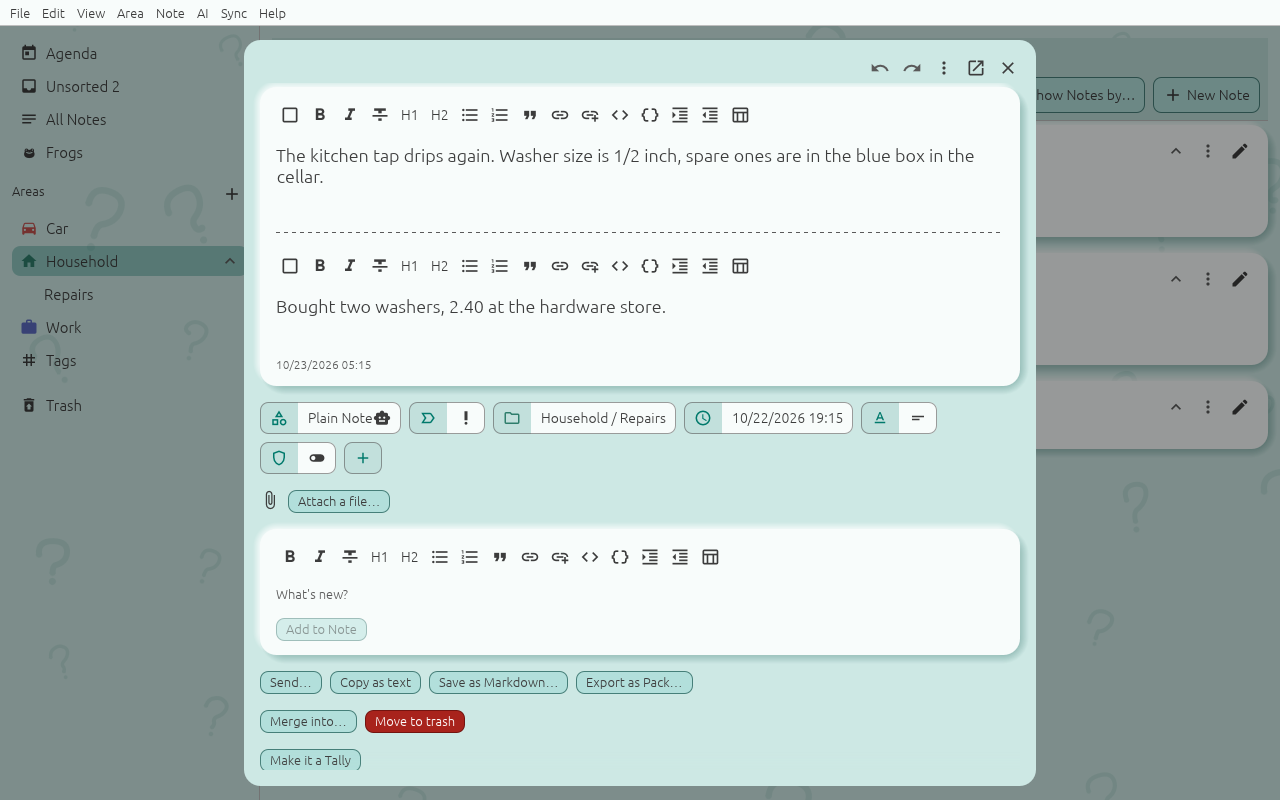 File Edit View Area Note AI Sync Help
Agenda
Unsorted 2
All Notes
Frogs
Areas
Car
Household
Repairs
Work
Tags
Trash
how Notes by…
New Note
H1 H2
The kitchen tap drips again. Washer size is 1/2 inch, spare ones are in the blue box in the
cellar.
H1 H2
Bought two washers, 2.40 at the hardware store.
10/23/2026 05:15
Plain Note
Household / Repairs
10/22/2026 19:15
Attach a file…
H1 H2
What's new?
Add to Note
Send… Copy as text Save as Markdown… Export as Pack…
Merge into… Move to trash
Make it a Tally